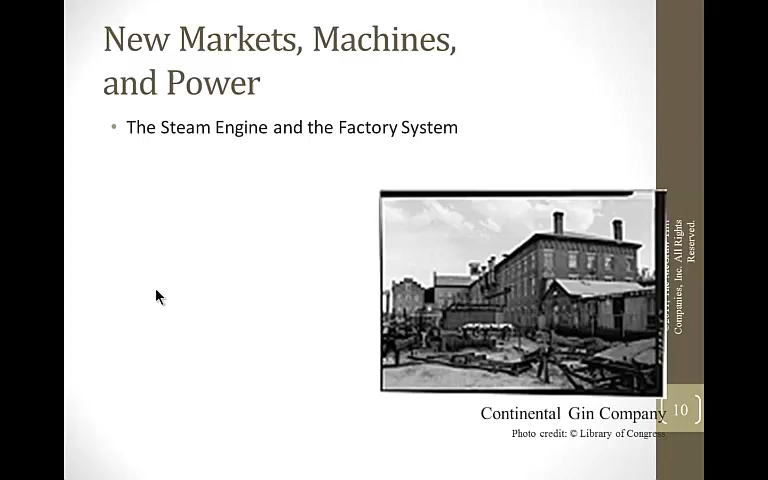 New Markets, Machines,
and Power
• The Steam Engine and the Factory System
Companies, Inc. All Rights
Reserved.
Continental Gin Company
10
Photo credit: © Library of Congress